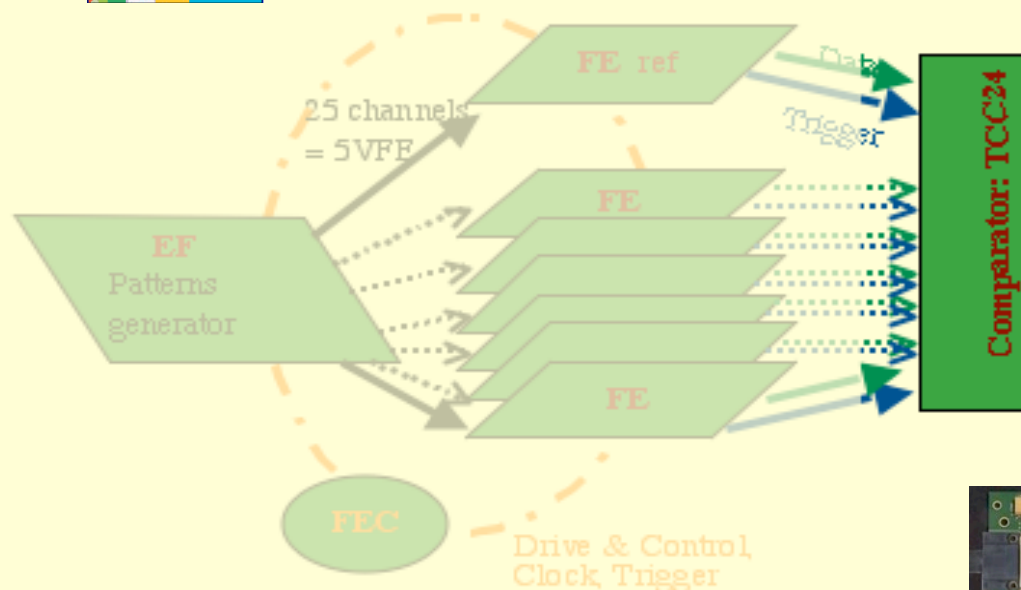 FE ref
Data
Trigger
25 channels
= 5VFE
FE
EF
Patterns
generator
FE
FEC
Drive & Control,
Clock, Trigger
Comparator: TCC24